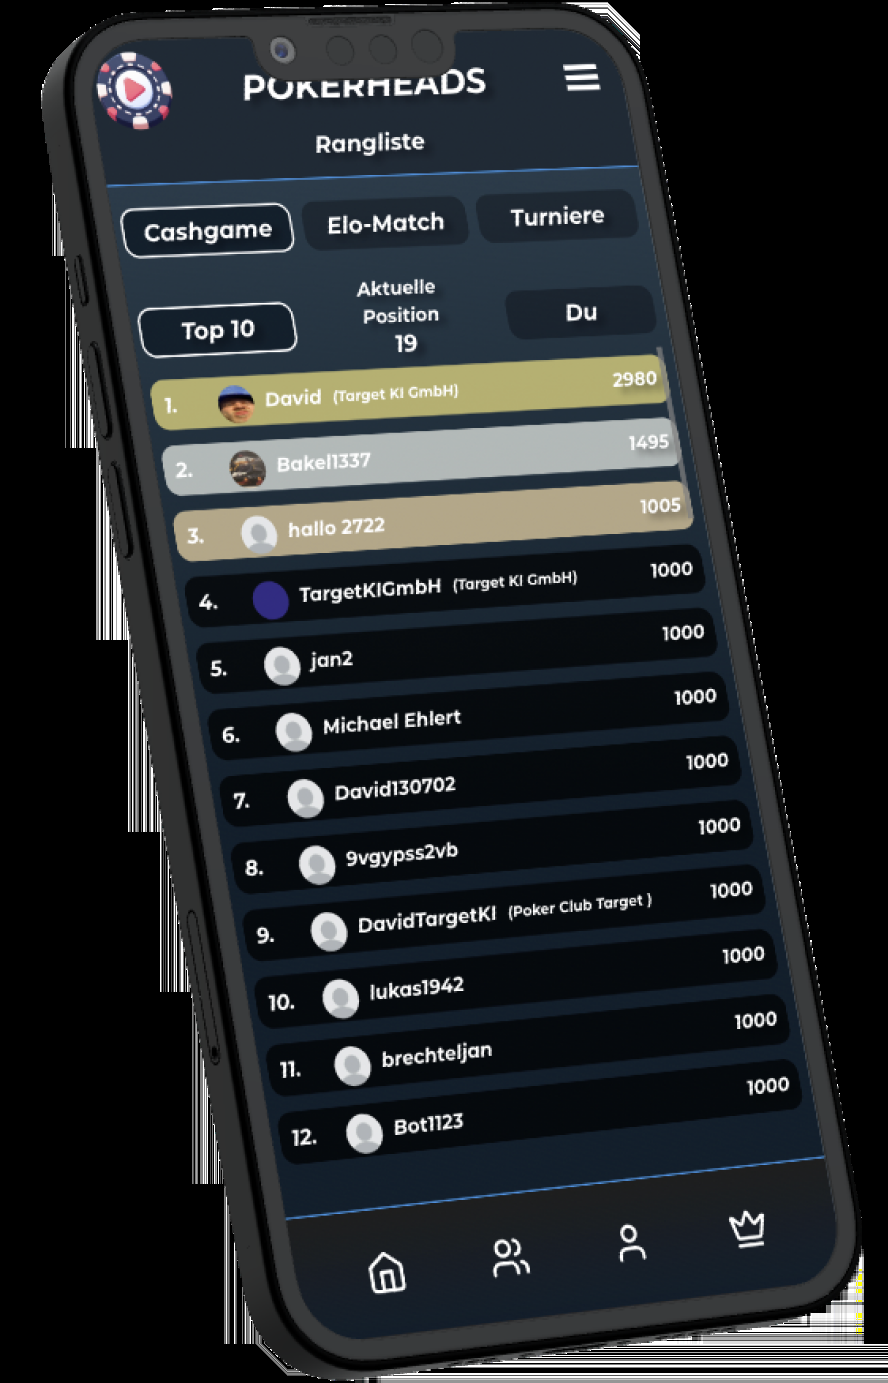 POKERHEADS
Rangliste
Cashgame Elo-Match Turniere
Top 10 Aktuelle Position 19 Du
1. David (Target KI GmbH) 2980
2. Bakel1337 1495
3. hallo 2722 1005
4. TargetKIGmbH (Target KI GmbH) 1000
5. jan2 1000
6. Michael Ehlert 1000
7. David130702 1000
8. 9vgypss2vb 1000
9. DavidTargetKI (Poker Club Target ) 1000
10. lukas1942 1000
11. brechteljan 1000
12. Bot1123 1000